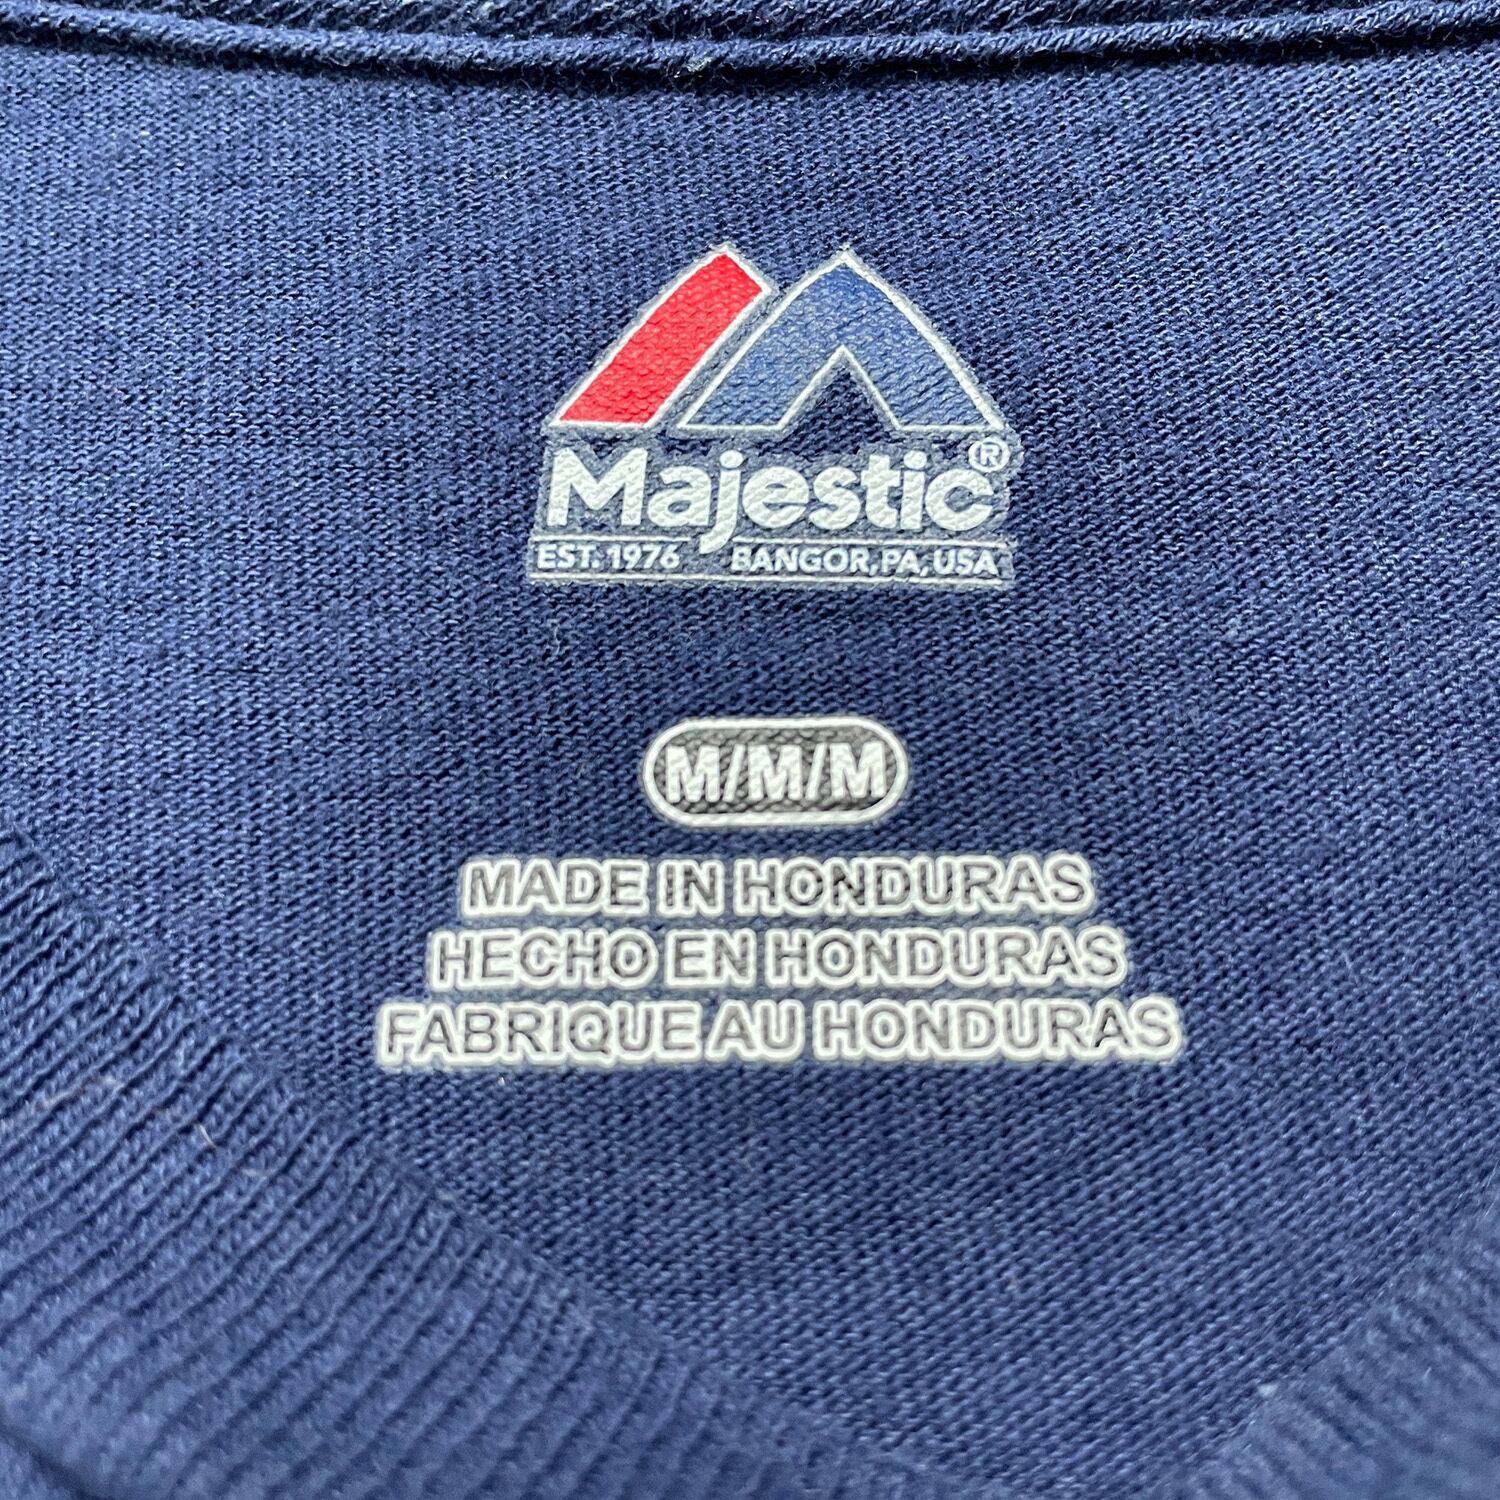 Majestic®
EST. 1976 BANGOR, PA, USA
M/M/M
MADE IN HONDURAS
HECHO EN HONDURAS
FABRIQUE AU HONDURAS